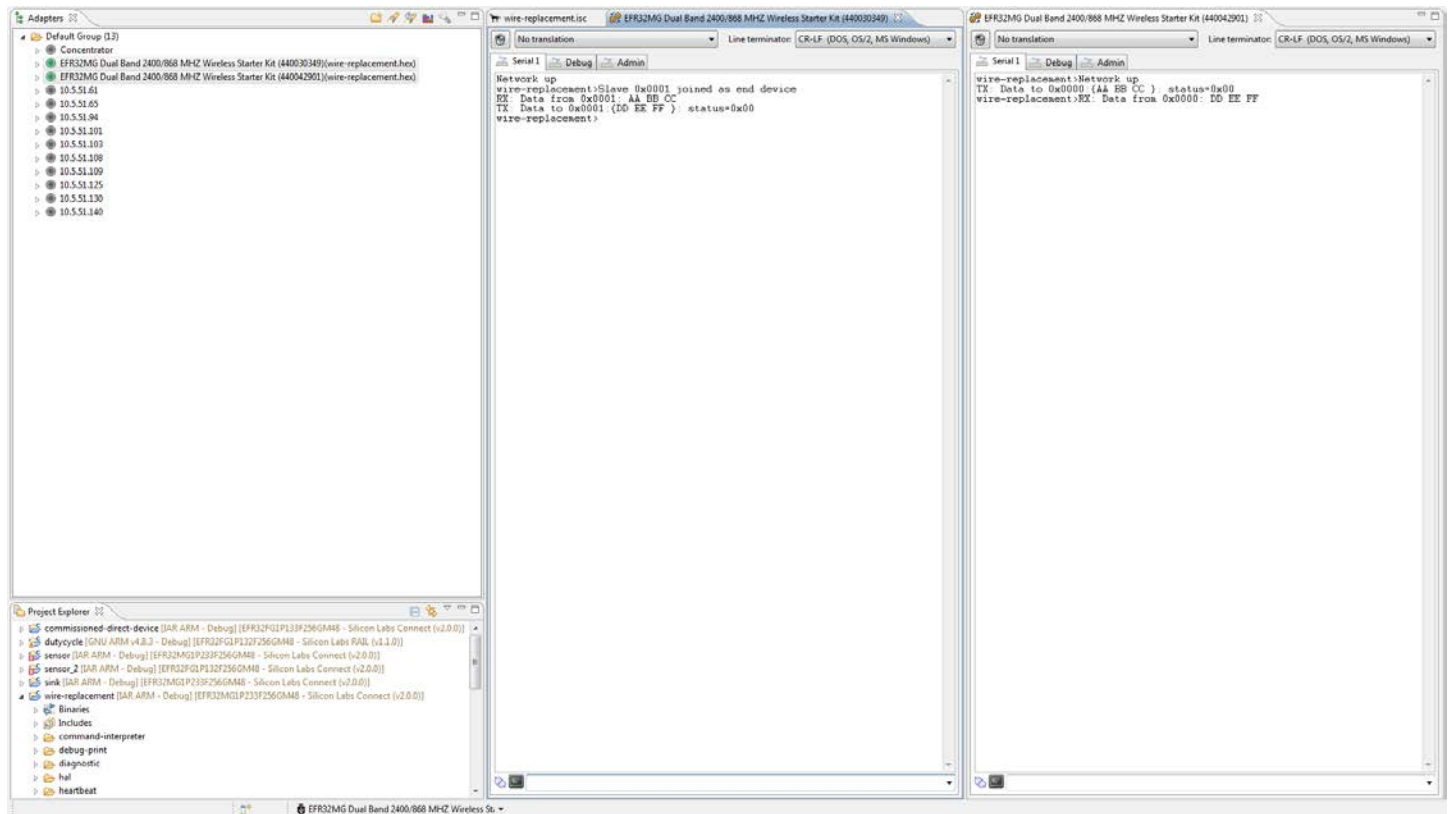 Adapters
Default Group (13)
Concentrator
EFR32MG Dual Band 2400/868 MHZ Wireless Starter Kit (440030349)(wire-replacement.hex)
EFR32MG Dual Band 2400/868 MHZ Wireless Starter Kit (440042901)(wire-replacement.hex)
10.5.51.61
10.5.51.65
10.5.51.94
10.5.51.101
10.5.51.103
10.5.51.108
10.5.51.109
10.5.51.125
10.5.51.130
10.5.51.140
Project Explorer
commissioned-direct-device [IAR ARM - Debug] [EFR32FG1P133F256GM48 - Silicon Labs Connect (v2.0.0)]
dutycycle [GNU ARM v4.8.3 - Debug] [EFR32FG1P132F256GM48 - Silicon Labs RAIL (v1.1.0)]
sensor [IAR ARM - Debug] [EFR32MG1P233F256GM48 - Silicon Labs Connect (v2.0.0)]
sensor_2 [IAR ARM - Debug] [EFR32FG1P132F256GM48 - Silicon Labs Connect (v2.0.0)]
sink [IAR ARM - Debug] [EFR32MG1P233F256GM48 - Silicon Labs Connect (v2.0.0)]
wire-replacement [IAR ARM - Debug] [EFR32MG1P233F256GM48 - Silicon Labs Connect (v2.0.0)]
Binaries
Includes
command-interpreter
debug-print
diagnostic
hal
heartbeat
wire-replacement.isc EFR32MG Dual Band 2400/868 MHZ Wireless Starter Kit (440030349)
No translation Line terminator: CR-LF (DOS, OS/2, MS Windows)
Serial 1 Debug Admin
Network up
wire-replacement>Slave 0x0001 joined as end device
RX: Data from 0x0001: AA BB CC
TX: Data to 0x0001:{DD EE FF }: status=0x00
wire-replacement>
EFR32MG Dual Band 2400/868 MHZ Wireless Starter Kit (440042901)
No translation Line terminator: CR-LF (DOS, OS/2, MS Windows)
Serial 1 Debug Admin
wire-replacement>Network up
TX: Data to 0x0000:{AA BB CC }: status=0x00
wire-replacement>RX: Data from 0x0000: DD EE FF
EFR32MG Dual Band 2400/868 MHZ Wireless St